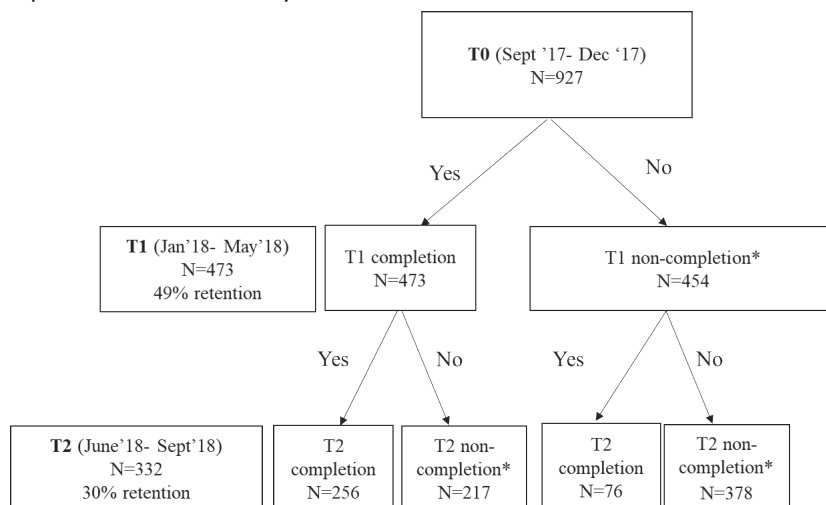 T0 (Sept '17- Dec ‘17)
N=927
Yes
No
T1 (Jan’18- May’18)
N=473
49% retention
T1 completion
N=473
T1 non-completion*
N=454
Yes
No
Yes
No
T2 (June’18- Sept’18)
N=332
30% retention
T2
completion
N=256
T2 non-
completion*
N=217
T2
completion
N=76
T2 non-
completion*
N=378